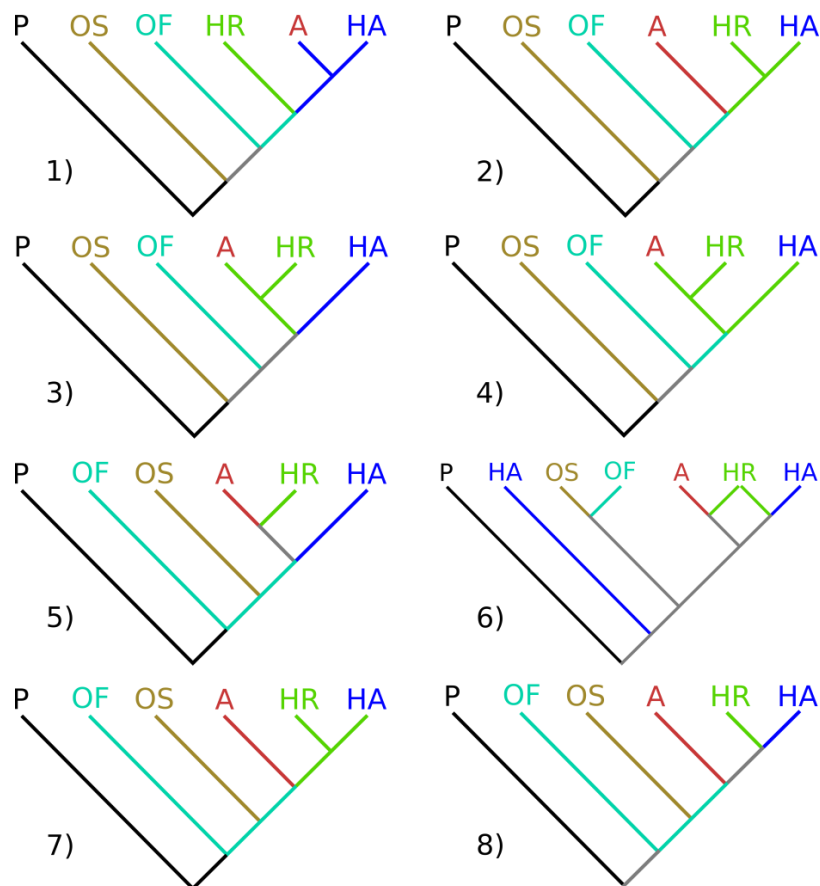 P OS OF HR A HA
1)
P OS OF A HR HA
2)
P OS OF A HR HA
3)
P OS OF A HR HA
4)
P OF OS A HR HA
5)
P HA OS OF A HR HA
6)
P OF OS A HR HA
7)
P OF OS A HR HA
8)